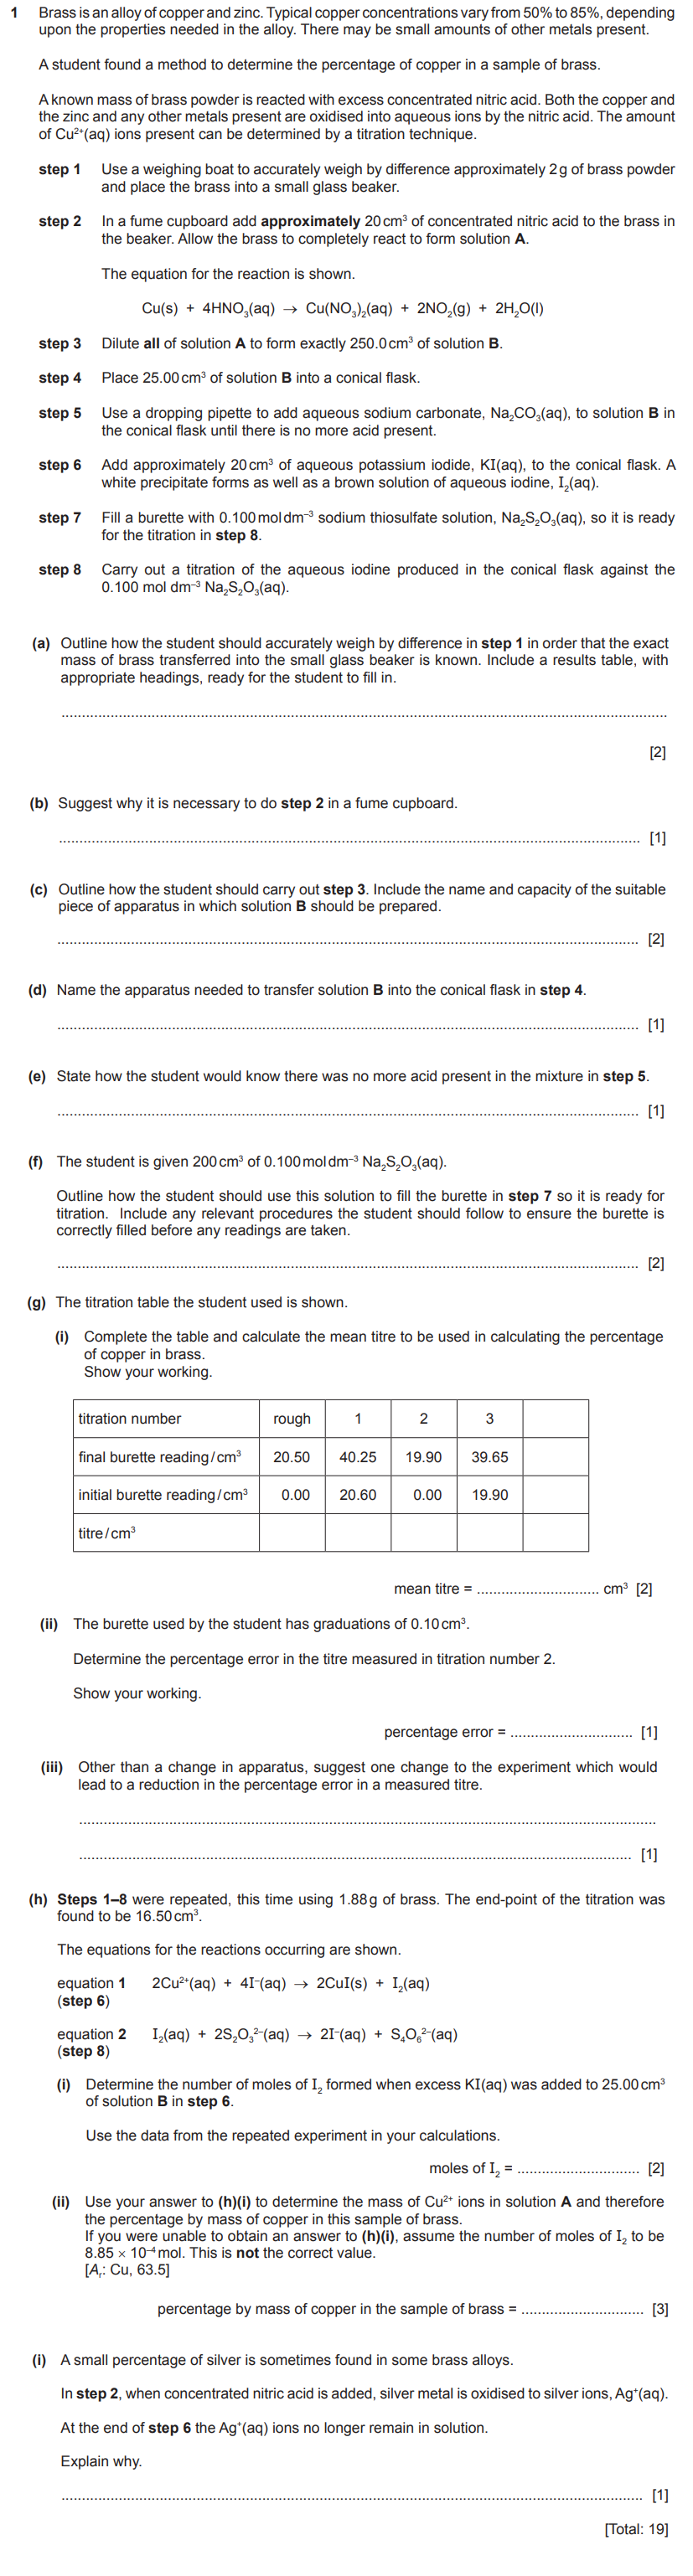 1 Brass is an alloy of copper and zinc. Typical copper concentrations vary from 50% to 85%, depending
upon the properties needed in the alloy. There may be small amounts of other metals present.
A student found a method to determine the percentage of copper in a sample of brass.
A known mass of brass powder is reacted with excess concentrated nitric acid. Both the copper and
the zinc and any other metals present are oxidised into aqueous ions by the nitric acid. The amount
of Cu²⁺(aq) ions present can be determined by a titration technique.
step 1 Use a weighing boat to accurately weigh by difference approximately 2 g of brass powder
and place the brass into a small glass beaker.
step 2 In a fume cupboard add approximately 20 cm³ of concentrated nitric acid to the brass in
the beaker. Allow the brass to completely react to form solution A.
The equation for the reaction is shown.
Cu(s) + 4HNO₃(aq) → Cu(NO₃)₂(aq) + 2NO₂(g) + 2H₂O(l)
step 3 Dilute all of solution A to form exactly 250.0 cm³ of solution B.
step 4 Place 25.00 cm³ of solution B into a conical flask.
step 5 Use a dropping pipette to add aqueous sodium carbonate, Na₂CO₃(aq), to solution B in
the conical flask until there is no more acid present.
step 6 Add approximately 20 cm³ of aqueous potassium iodide, KI(aq), to the conical flask. A
white precipitate forms as well as a brown solution of aqueous iodine, I₂(aq).
step 7 Fill a burette with 0.100 mol dm⁻³ sodium thiosulfate solution, Na₂S₂O₃(aq), so it is ready
for the titration in step 8.
step 8 Carry out a titration of the aqueous iodine produced in the conical flask against the
0.100 mol dm⁻³ Na₂S₂O₃(aq).
(a) Outline how the student should accurately weigh by difference in step 1 in order that the exact
mass of brass transferred into the small glass beaker is known. Include a results table, with
appropriate headings, ready for the student to fill in.
[2]
(b) Suggest why it is necessary to do step 2 in a fume cupboard.
[1]
(c) Outline how the student should carry out step 3. Include the name and capacity of the suitable
piece of apparatus in which solution B should be prepared.
[2]
(d) Name the apparatus needed to transfer solution B into the conical flask in step 4.
[1]
(e) State how the student would know there was no more acid present in the mixture in step 5.
[1]
(f) The student is given 200 cm³ of 0.100 mol dm⁻³ Na₂S₂O₃(aq).
Outline how the student should use this solution to fill the burette in step 7 so it is ready for
titration. Include any relevant procedures the student should follow to ensure the burette is
correctly filled before any readings are taken.
[2]
(g) The titration table the student used is shown.
(i) Complete the table and calculate the mean titre to be used in calculating the percentage
of copper in brass.
Show your working.
titration number rough 1 2 3
final burette reading/cm³ 20.50 40.25 19.90 39.65
initial burette reading/cm³ 0.00 20.60 0.00 19.90
titre/cm³
mean titre = .............................. cm³ [2]
(ii) The burette used by the student has graduations of 0.10 cm³.
Determine the percentage error in the titre measured in titration number 2.
Show your working.
percentage error = .............................. [1]
(iii) Other than a change in apparatus, suggest one change to the experiment which would
lead to a reduction in the percentage error in a measured titre.
[1]
(h) Steps 1–8 were repeated, this time using 1.88 g of brass. The end-point of the titration was
found to be 16.50 cm³.
The equations for the reactions occurring are shown.
equation 1 2Cu²⁺(aq) + 4I⁻(aq) → 2CuI(s) + I₂(aq)
(step 6)
equation 2 I₂(aq) + 2S₂O₃²⁻(aq) → 2I⁻(aq) + S₄O₆²⁻(aq)
(step 8)
(i) Determine the number of moles of I₂ formed when excess KI(aq) was added to 25.00 cm³
of solution B in step 6.
Use the data from the repeated experiment in your calculations.
moles of I₂ = .............................. [2]
(ii) Use your answer to (h)(i) to determine the mass of Cu²⁺ ions in solution A and therefore
the percentage by mass of copper in this sample of brass.
If you were unable to obtain an answer to (h)(i), assume the number of moles of I₂ to be
8.85 × 10⁻⁴ mol. This is not the correct value.
[Aᵣ: Cu, 63.5]
percentage by mass of copper in the sample of brass = .............................. [3]
(i) A small percentage of silver is sometimes found in some brass alloys.
In step 2, when concentrated nitric acid is added, silver metal is oxidised to silver ions, Ag⁺(aq).
At the end of step 6 the Ag⁺(aq) ions no longer remain in solution.
Explain why.
[1]
[Total: 19]